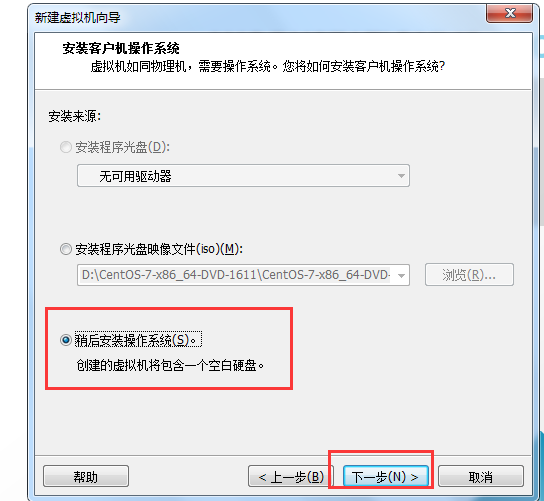 新建虚拟机向导
安装客户机操作系统
虚拟机如同物理机，需要操作系统。您将如何安装客户机操作系统?
安装来源:
安装程序光盘(D):
无可用驱动器
安装程序光盘映像文件(iso)(M):
D:\CentOS-7-x86_64-DVD-1611\CentOS-7-x86_64-DVD-
浏览(R)...
稍后安装操作系统(S)。
创建的虚拟机将包含一个空白硬盘。
帮助
< 上一步(B)
下一步(N) >
取消